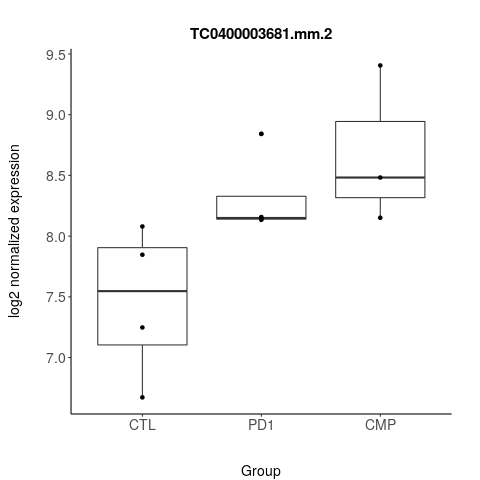 TC0400003681.mm.2
log2 normalized expression
9.5
9.0
8.5
8.0
7.5
7.0
CTL PD1 CMP
Group